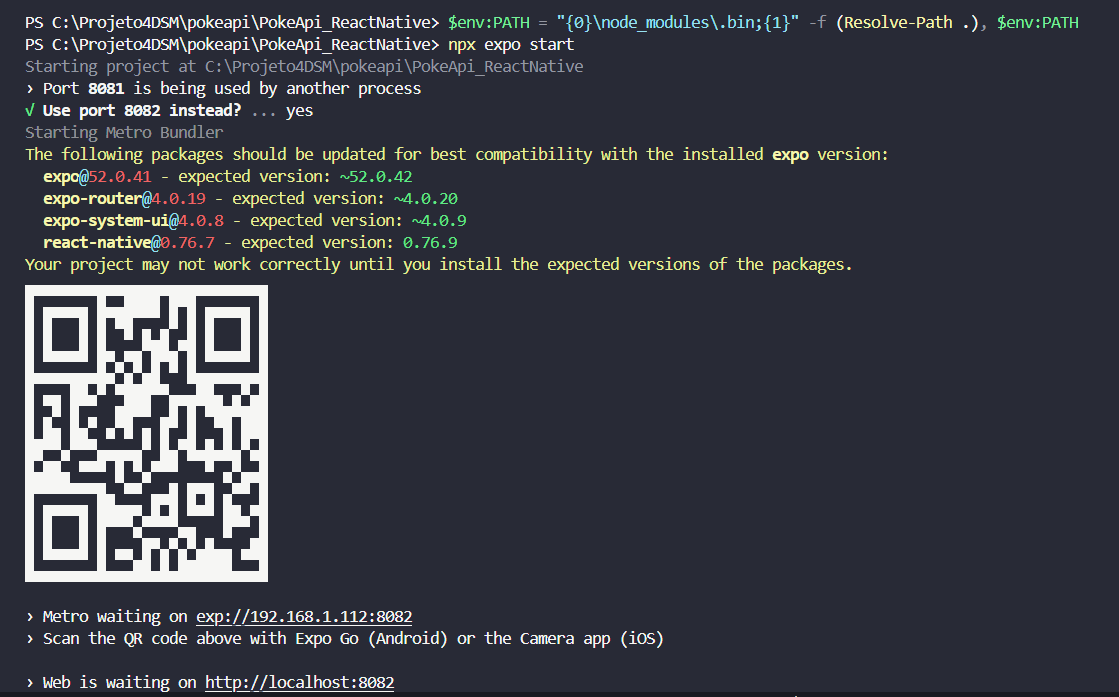 PS C:\Projeto4DSM\pokeapi\PokeApi_ReactNative> $env:PATH = "{0}\node_modules\.bin;{1}" -f (Resolve-Path .), $env:PATH
PS C:\Projeto4DSM\pokeapi\PokeApi_ReactNative> npx expo start
Starting project at C:\Projeto4DSM\pokeapi\PokeApi_ReactNative
› Port 8081 is being used by another process
√ Use port 8082 instead? ... yes
Starting Metro Bundler
The following packages should be updated for best compatibility with the installed expo version:
expo@52.0.41 - expected version: ~52.0.42
expo-router@4.0.19 - expected version: ~4.0.20
expo-system-ui@4.0.8 - expected version: ~4.0.9
react-native@0.76.7 - expected version: 0.76.9
Your project may not work correctly until you install the expected versions of the packages.
› Metro waiting on exp://192.168.1.112:8082
› Scan the QR code above with Expo Go (Android) or the Camera app (iOS)
› Web is waiting on http://localhost:8082